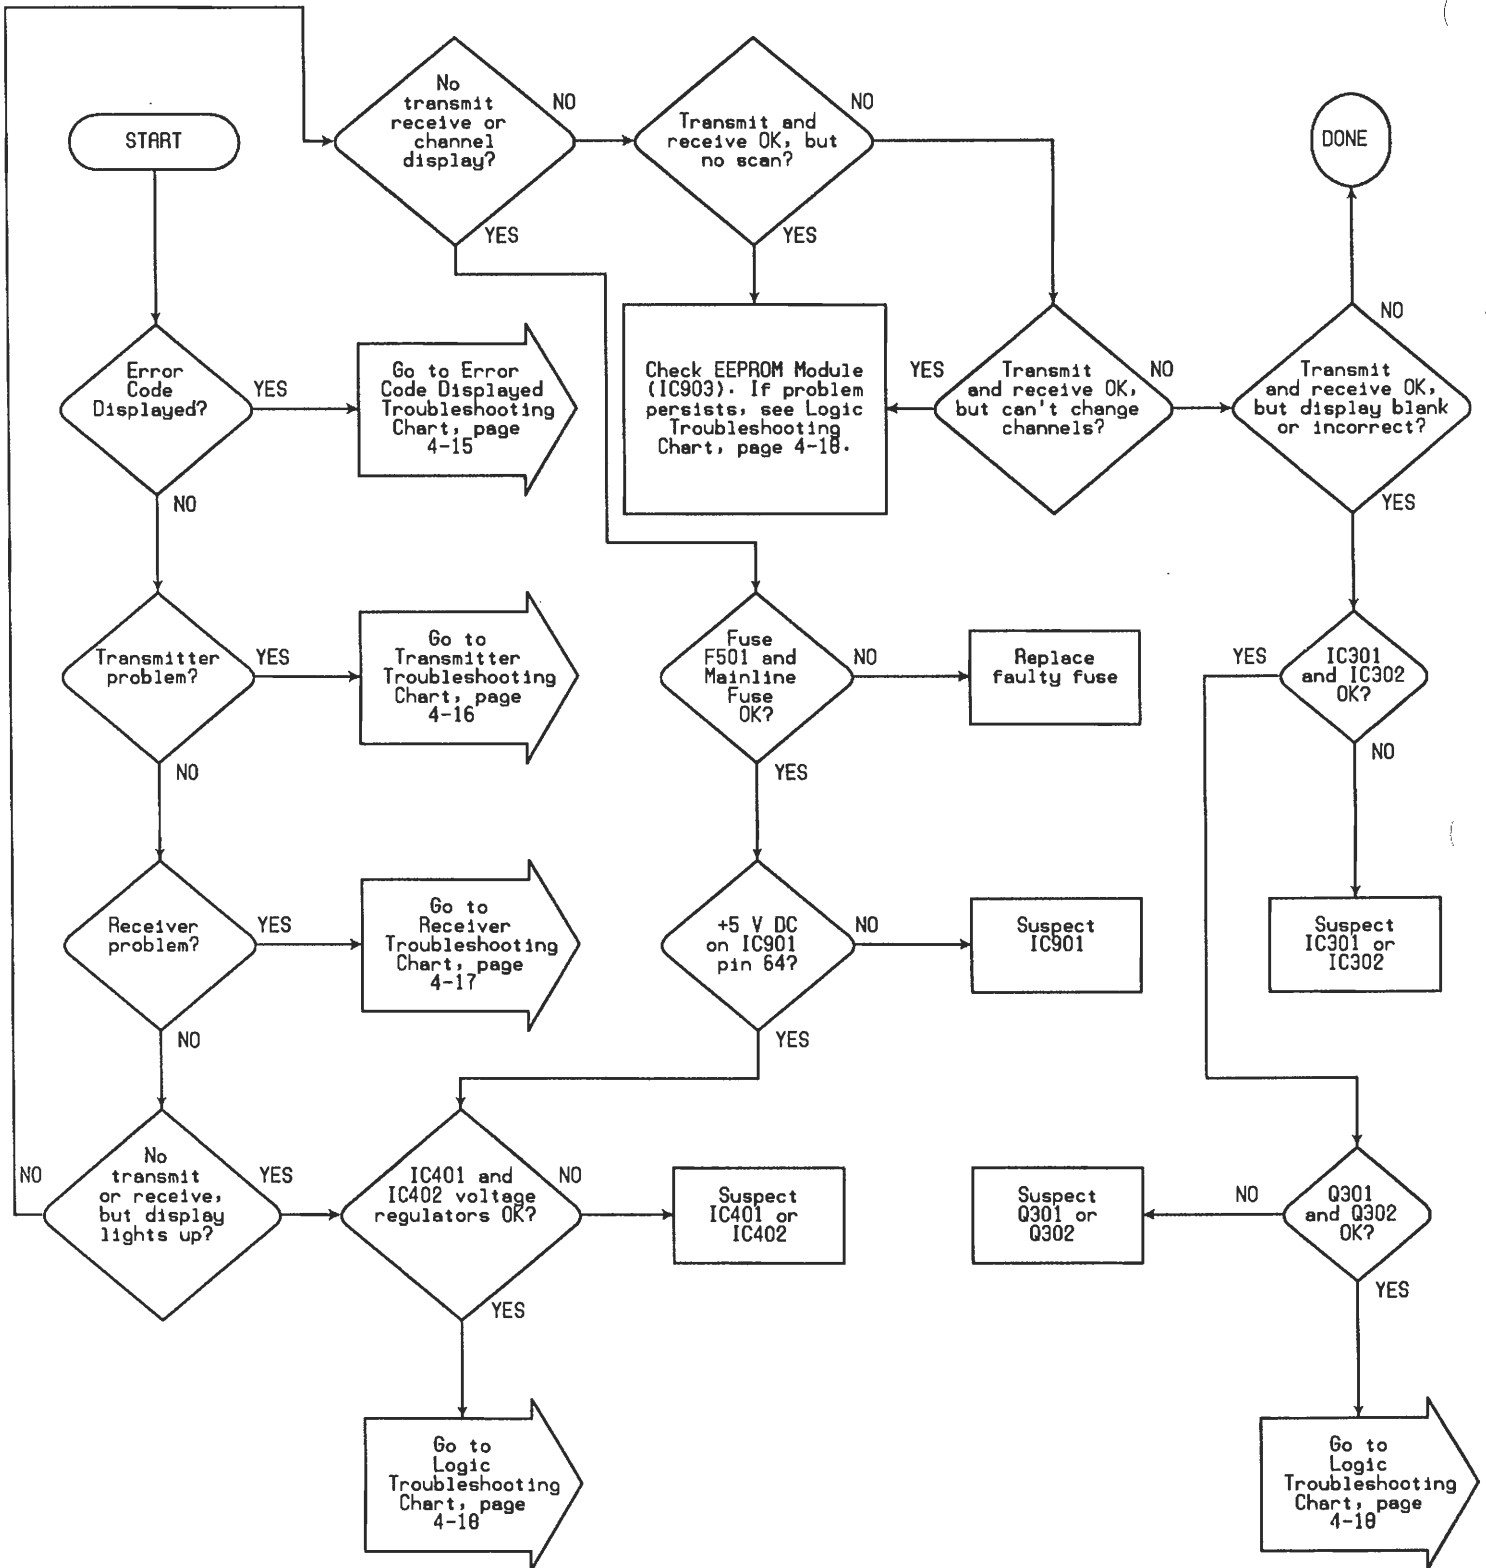 START
No
transmit
receive or
channel
display?
NO
YES
Transmit and
receive OK, but
no scan?
NO
YES
DONE
Error
Code
Displayed?
YES
NO
Go to Error
Code Displayed
Troubleshooting
Chart, page
4-15
Check EEPROM Module
(IC903). If problem
persists, see Logic
Troubleshooting
Chart, page 4-18.
YES
Transmit
and receive OK,
but can't change
channels?
NO
Transmit
and receive OK,
but display blank
or incorrect?
NO
YES
Transmitter
problem?
YES
NO
Go to
Transmitter
Troubleshooting
Chart, page
4-16
Fuse
F501 and
Mainline
Fuse
OK?
NO
YES
Replace
faulty fuse
YES
IC301
and IC302
OK?
NO
Receiver
problem?
YES
NO
Go to
Receiver
Troubleshooting
Chart, page
4-17
+5 V DC
on IC901
pin 64?
NO
YES
Suspect
IC901
Suspect
IC301 or
IC302
NO
No
transmit
or receive,
but display
lights up?
YES
IC401 and
IC402 voltage
regulators OK?
NO
YES
Suspect
IC401 or
IC402
Suspect
Q301 or
Q302
NO
Q301
and Q302
OK?
YES
Go to
Logic
Troubleshooting
Chart, page
4-18
Go to
Logic
Troubleshooting
Chart, page
4-18